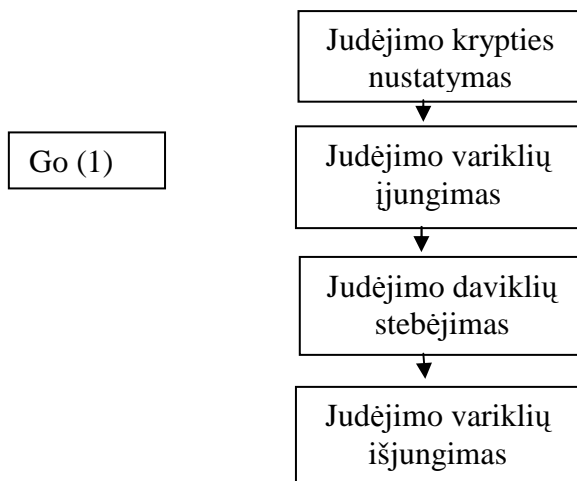 Judėjimo krypties
nustatymas
Go (1)
Judėjimo variklių
įjungimas
Judėjimo daviklių
stebėjimas
Judėjimo variklių
išjungimas